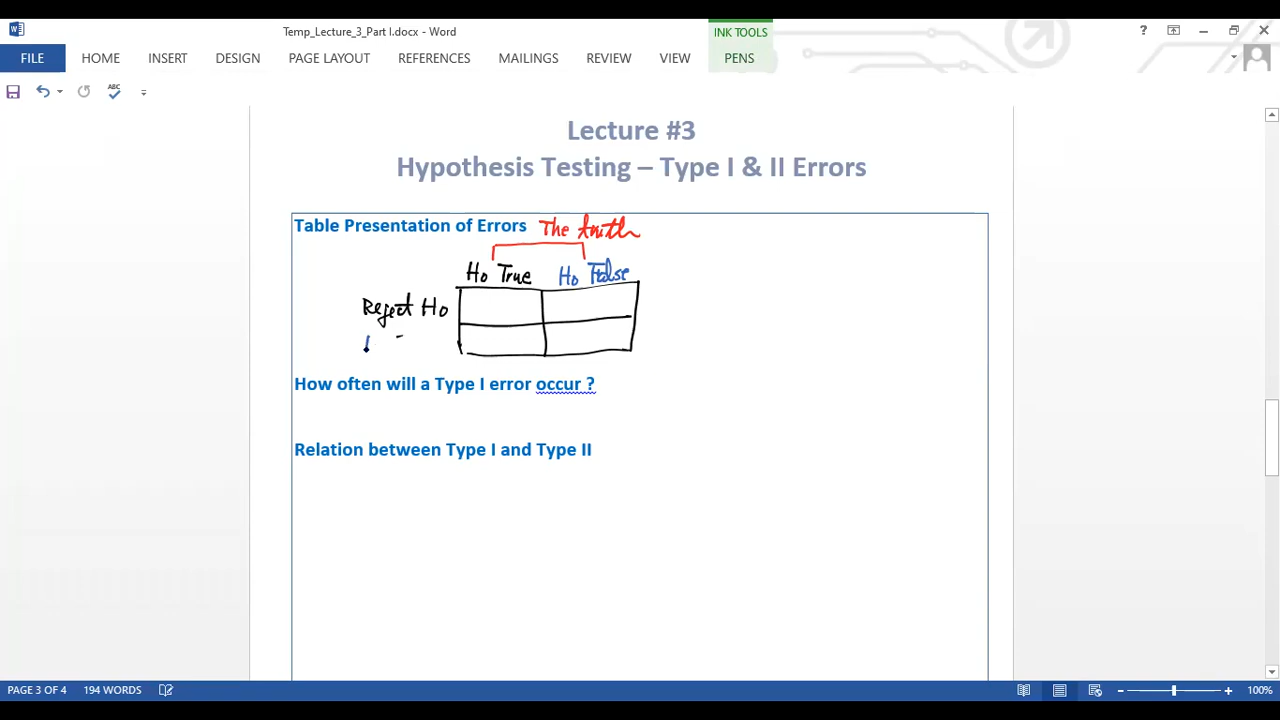 Temp_Lecture_3_Part I.docx - Word
INK TOOLS
?
FILE HOME INSERT DESIGN PAGE LAYOUT REFERENCES MAILINGS REVIEW VIEW PENS
ABC
Lecture #3
Hypothesis Testing – Type I & II Errors
Table Presentation of Errors The truth
Ho True Ho False
Reject Ho
How often will a Type I error occur ?
Relation between Type I and Type II
PAGE 3 OF 4 194 WORDS 100%